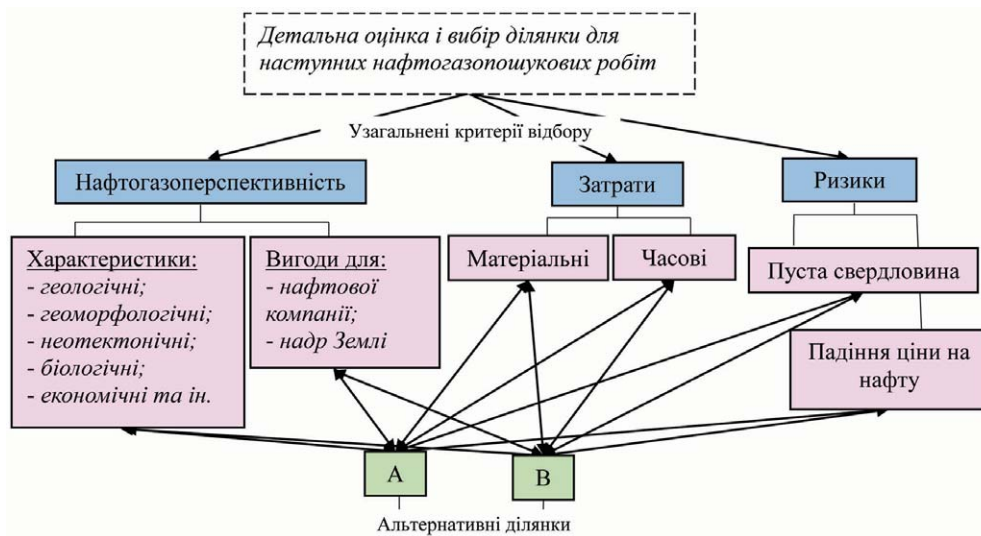 Детальна оцінка і вибір ділянки для
наступних нафтогазопошукових робіт
Узагальнені критерії відбору
Нафтогазоперспективність
Затрати
Ризики
Характеристики:
- геологічні;
- геоморфологічні;
- неотектонічні;
- біологічні;
- економічні та ін.
Вигоди для:
- нафтової
компанії;
- надр Землі
Матеріальні
Часові
Пуста свердловина
Падіння ціни на
нафту
А
В
Альтернативні ділянки